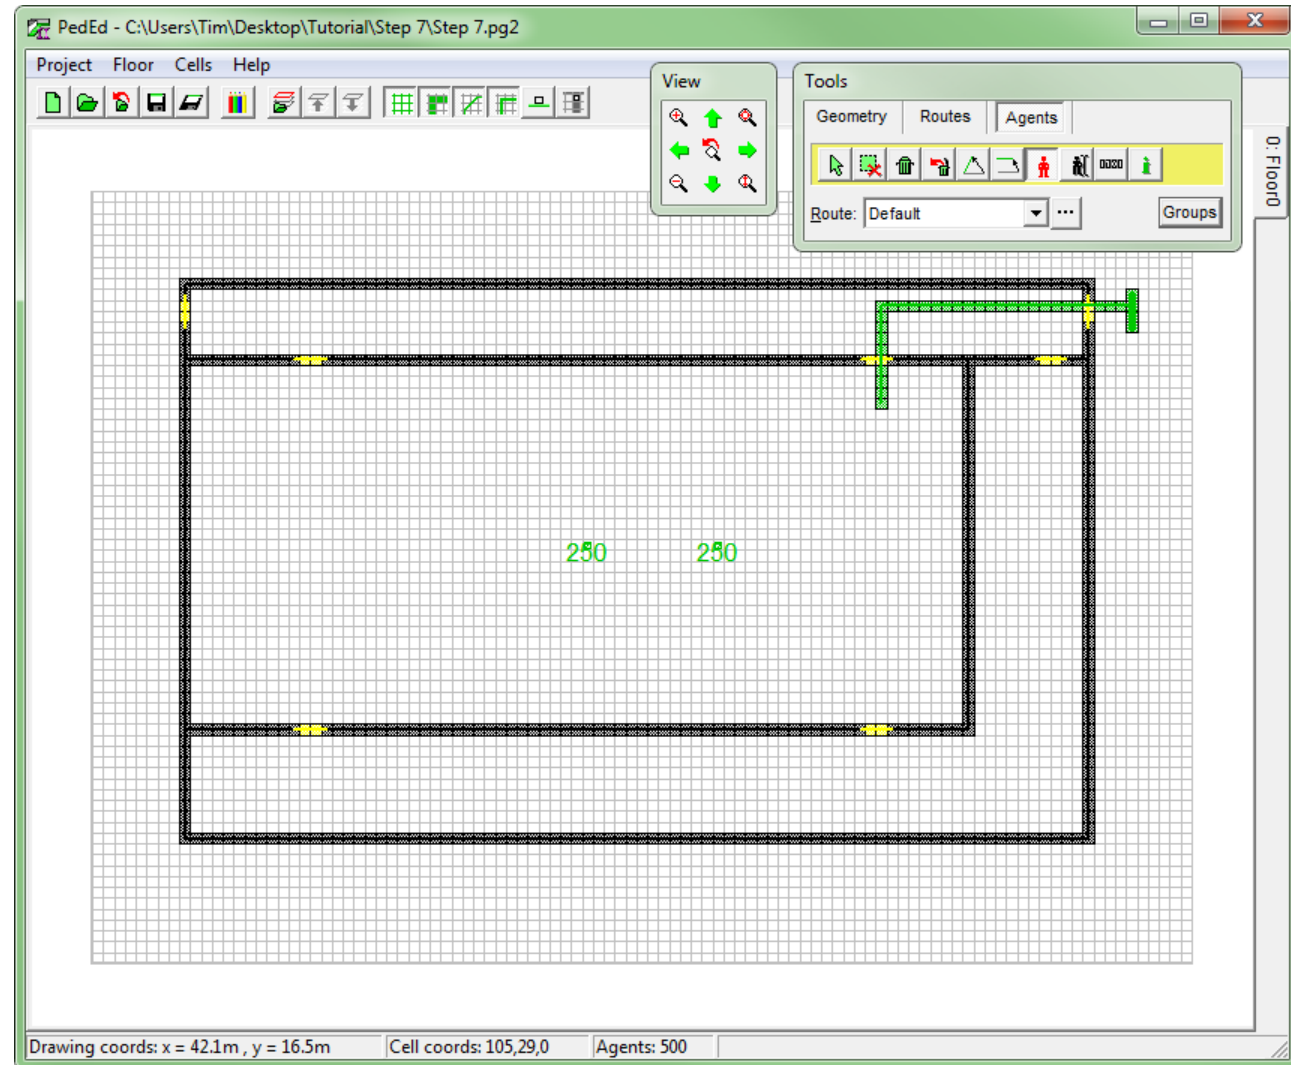 PedEd - C:\Users\Tim\Desktop\Tutorial\Step 7\Step 7.pg2
Project Floor Cells Help
View
Tools
Geometry Routes Agents
Route: Default ... Groups
0: Floor0
250 250
Drawing coords: x = 42.1m , y = 16.5m Cell coords: 105,29,0 Agents: 500